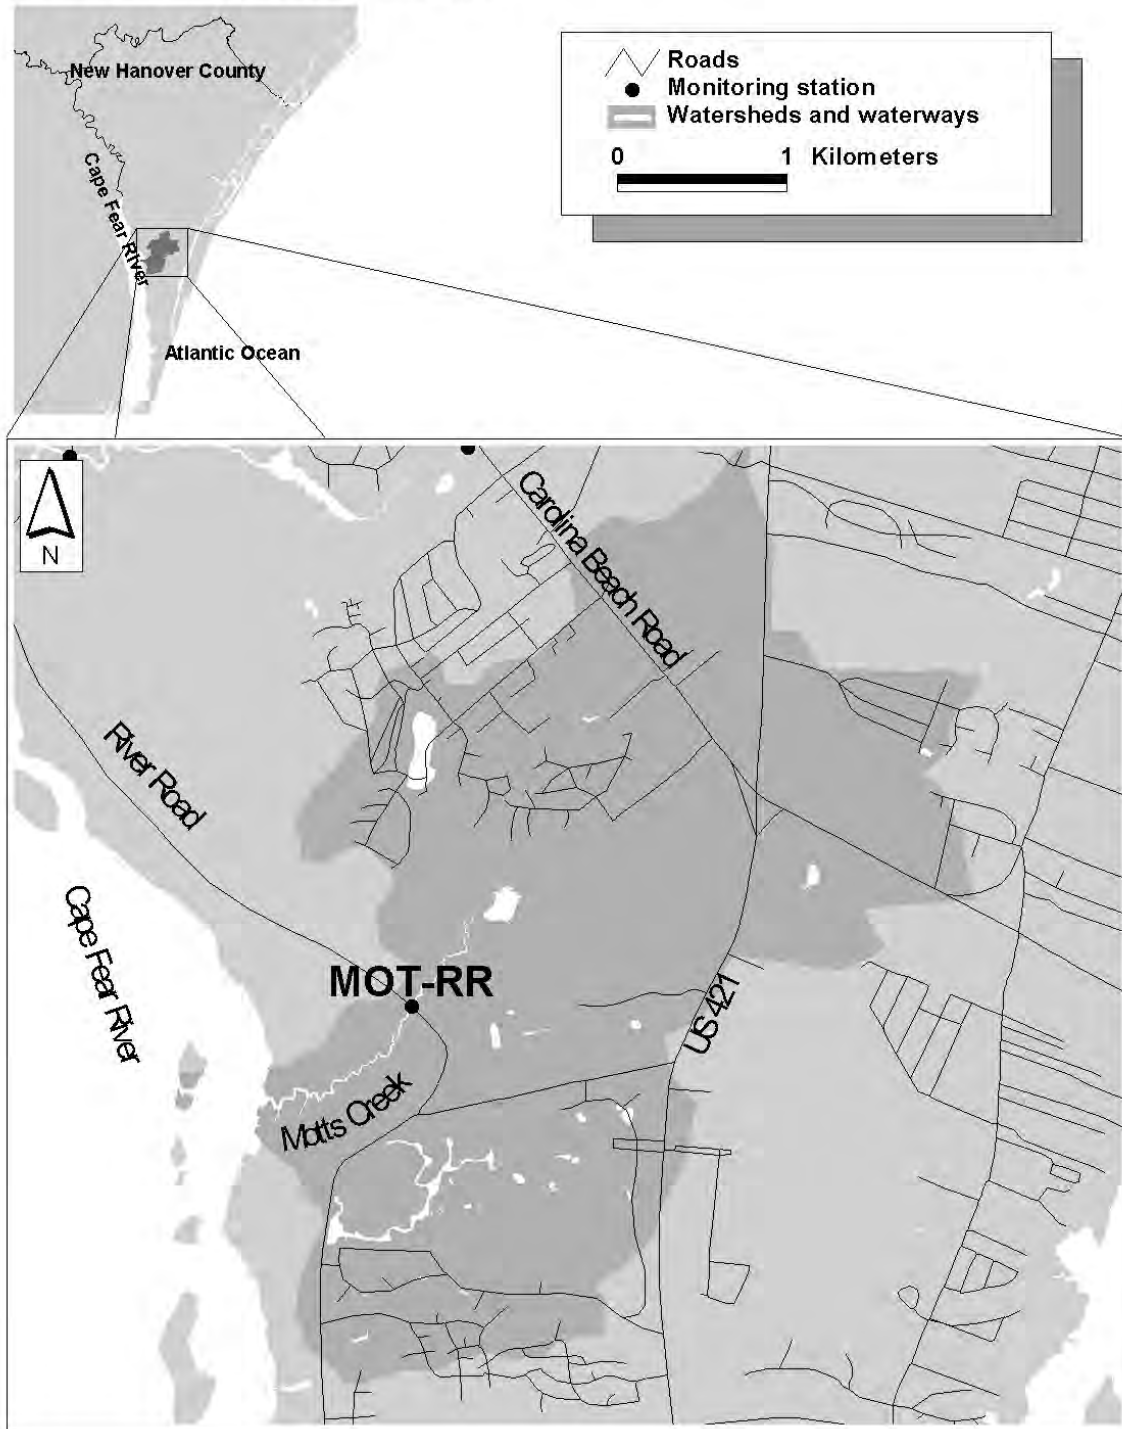 New Hanover County
Cape Fear River
Atlantic Ocean
Roads
Monitoring station
Watersheds and waterways
0 1 Kilometers
N
Carolina Beach Road
River Road
Cape Fear River
MOT-RR
US 421
Motts Creek